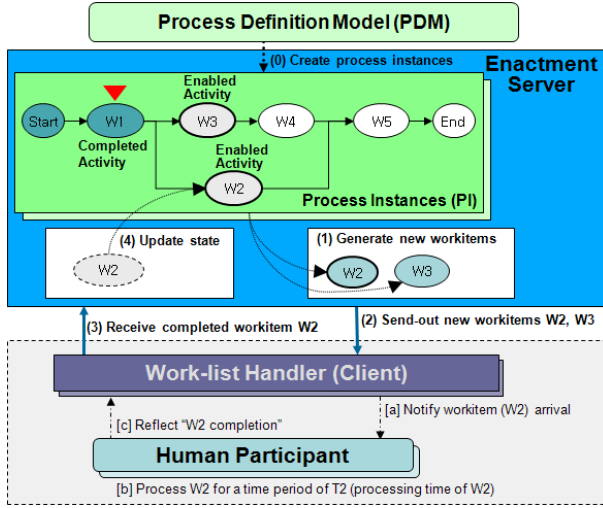 Process Definition Model (PDM)
(0) Create process instances
Enactment
Server
Enabled
Activity
Start
W1
W3
W4
W5
End
Completed
Activity
Enabled
Activity
W2
Process Instances (PI)
(4) Update state
W2
(1) Generate new workitems
W2
W3
(3) Receive completed workitem W2
(2) Send-out new workitems W2, W3
Work-list Handler (Client)
[a] Notify workitem (W2) arrival
[c] Reflect “W2 completion”
Human Participant
[b] Process W2 for a time period of T2 (processing time of W2)